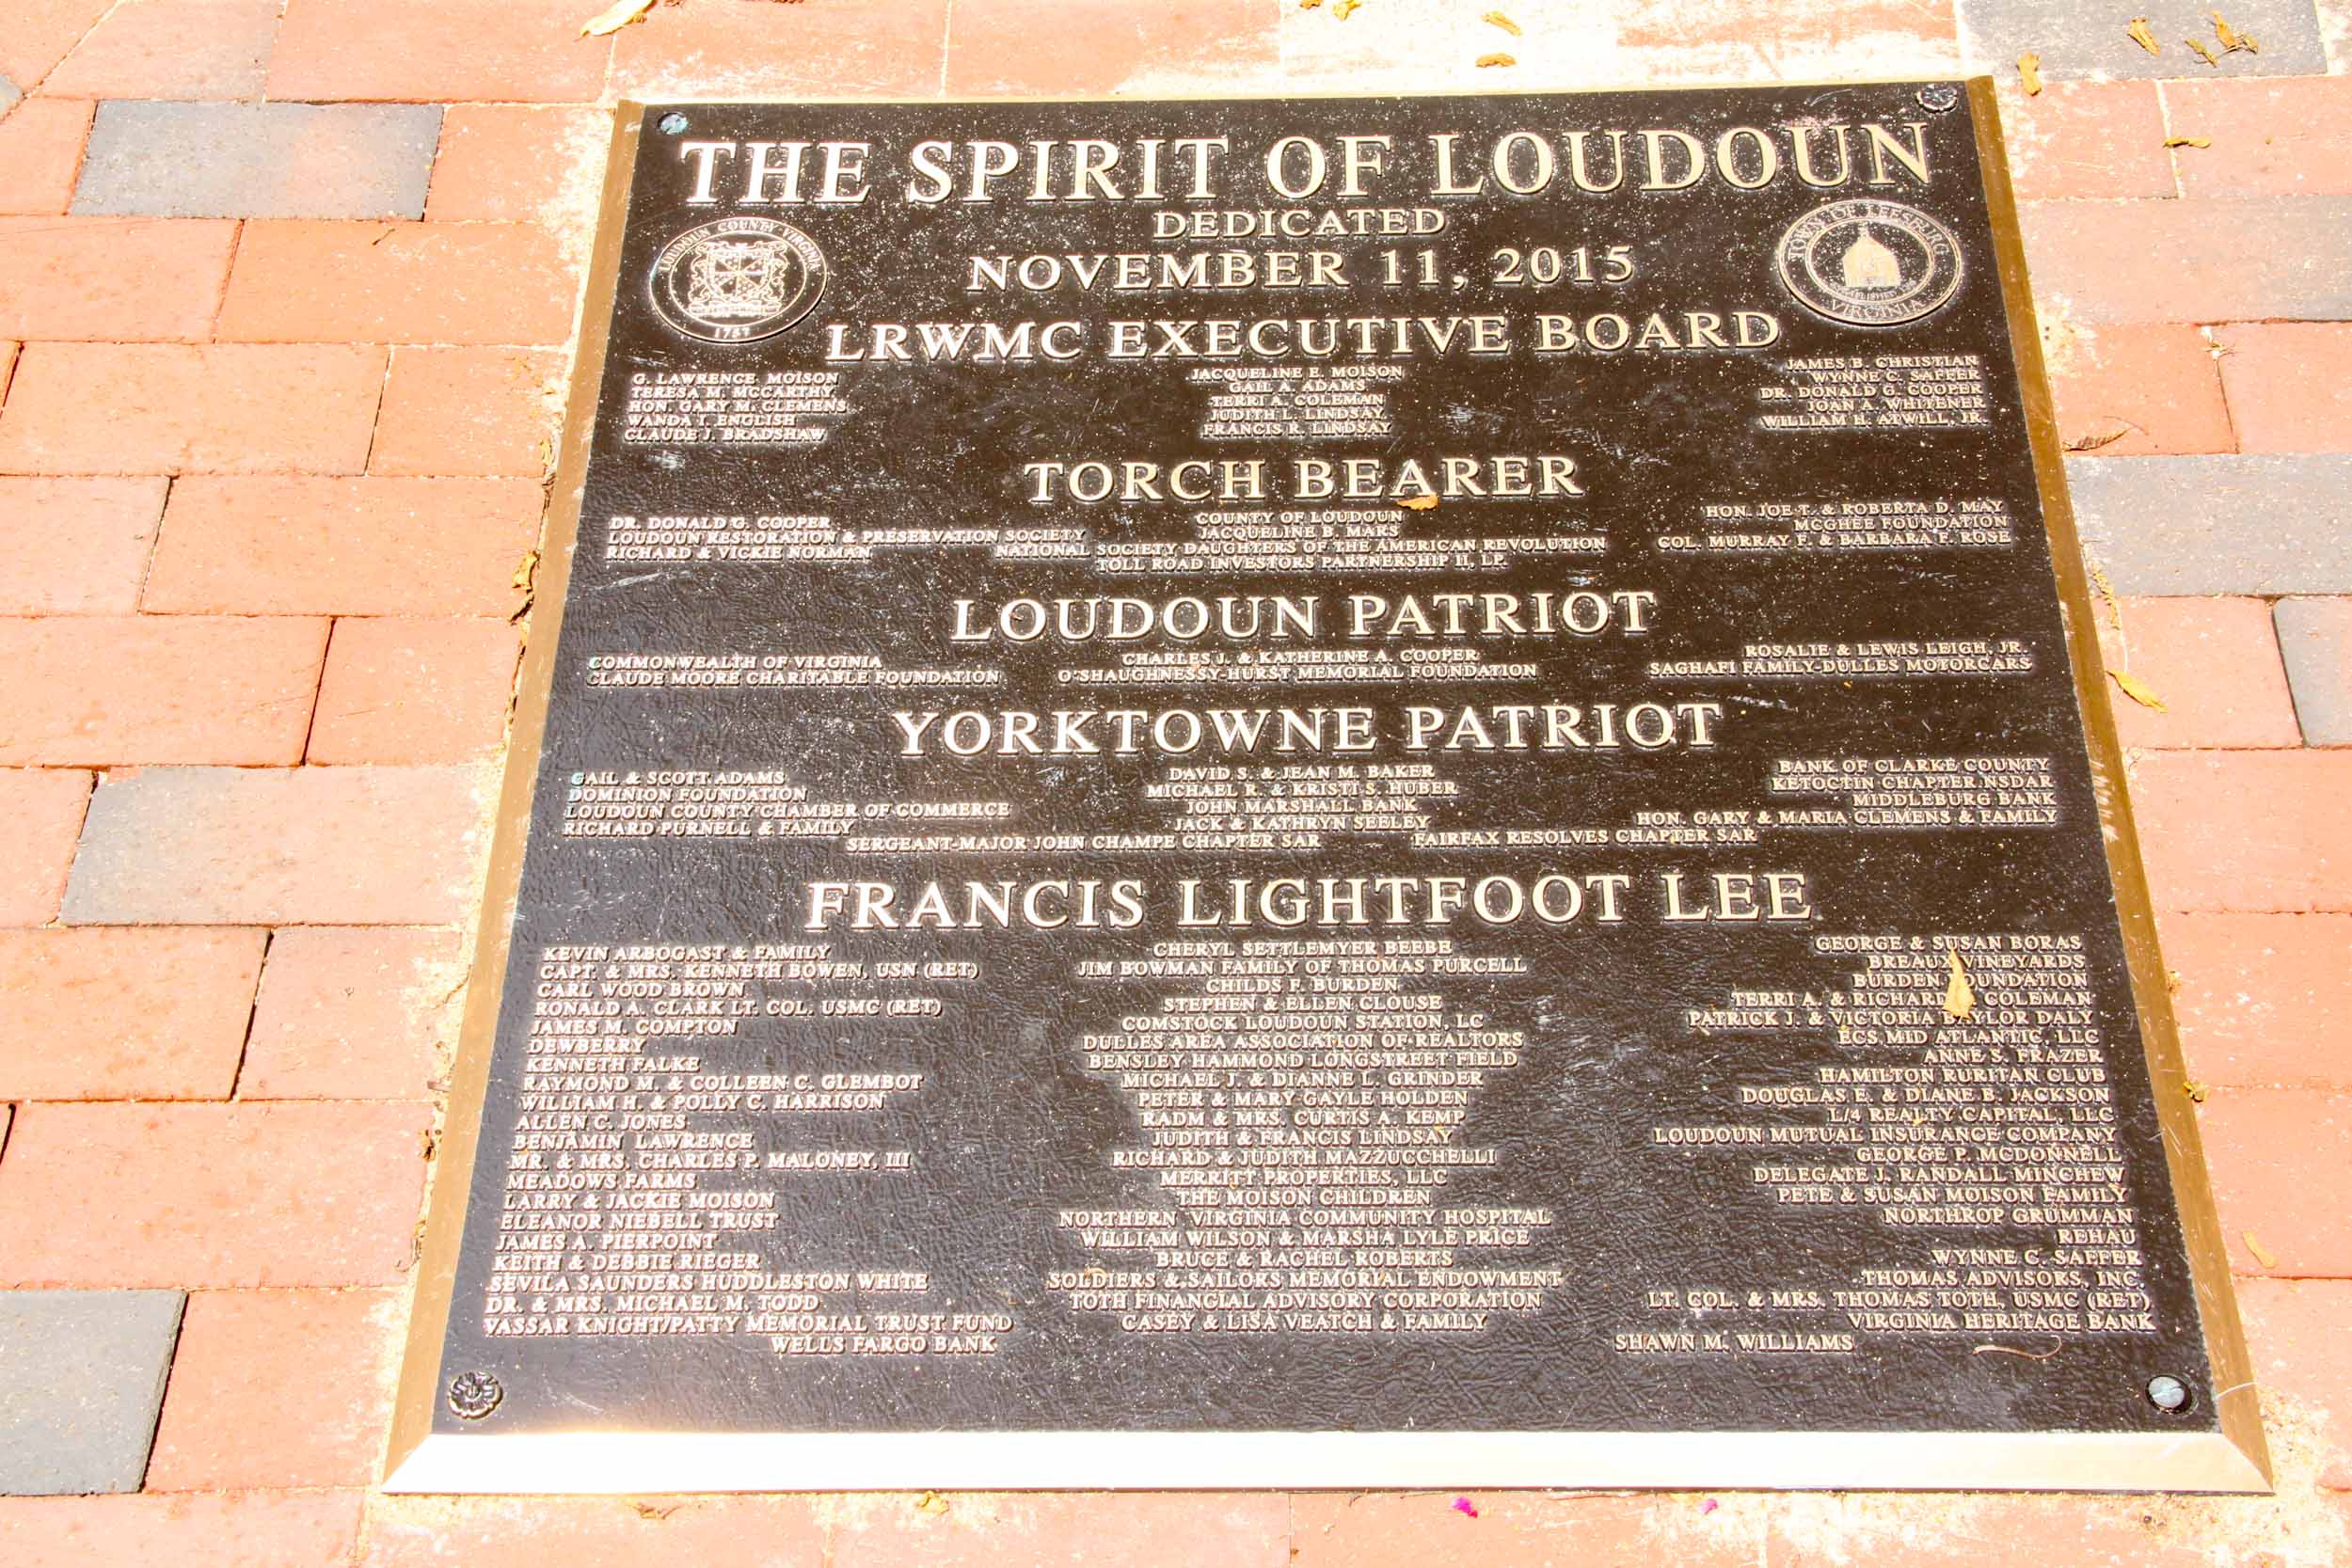 THE SPIRIT OF LOUDOUN
DEDICATED
NOVEMBER 11, 2015
LOUDOUN COUNTY VIRGINIA
1757
TOWN OF LEESBURG
VIRGINIA
LRWMC EXECUTIVE BOARD
G. LAWRENCE MOISON
TERESA M. MCCARTHY
HON. GARY M. CLEMENS
WANDA I. ENGLISH
CLAUDE J. BRADSHAW
JACQUELINE E. MOISON
GAIL A. ADAMS
TERRI A. COLEMAN
JUDITH L. LINDSAY
FRANCIS R. LINDSAY
JAMES B. CHRISTIAN
WYNNE C. SAFFER
DR. DONALD G. COOPER
JOAN A. WHITENER
WILLIAM H. ATWILL, JR.
TORCH BEARER
DR. DONALD G. COOPER
LOUDOUN RESTORATION & PRESERVATION SOCIETY
RICHARD & VICKIE NORMAN
COUNTY OF LOUDOUN
JACQUELINE B. MARS
NATIONAL SOCIETY DAUGHTERS OF THE AMERICAN REVOLUTION
TOLL ROAD INVESTORS PARTNERSHIP II, LP
HON. JOE T. & ROBERTA D. MAY
MCGHEE FOUNDATION
COL. MURRAY F. & BARBARA F. ROSE
LOUDOUN PATRIOT
COMMONWEALTH OF VIRGINIA
CLAUDE MOORE CHARITABLE FOUNDATION
CHARLES J. & KATHERINE A. COOPER
O'SHAUGHNESSY-HURST MEMORIAL FOUNDATION
ROSALIE & LEWIS LEIGH, JR.
SAGHAFI FAMILY-DULLES MOTORCARS
YORKTOWNE PATRIOT
GAIL & SCOTT ADAMS
DOMINION FOUNDATION
LOUDOUN COUNTY CHAMBER OF COMMERCE
RICHARD PURNELL & FAMILY
DAVID S. & JEAN M. BAKER
MICHAEL R. & KRISTI S. HUBER
JOHN MARSHALL BANK
JACK & KATHRYN SEELEY
BANK OF CLARKE COUNTY
KETOCTIN CHAPTER NSDAR
MIDDLEBURG BANK
HON. GARY & MARIA CLEMENS & FAMILY
SERGEANT-MAJOR JOHN CHAMPE CHAPTER SAR
FAIRFAX RESOLVES CHAPTER SAR
FRANCIS LIGHTFOOT LEE
KEVIN ARBOGAST & FAMILY
CAPT. & MRS. KENNETH BOWEN, USN (RET)
CARL WOOD BROWN
RONALD A. CLARK LT. COL. USMC (RET)
JAMES M. COMPTON
DEWBERRY
KENNETH FALKE
RAYMOND M. & COLLEEN C. GLEMBOT
WILLIAM H. & POLLY C. HARRISON
ALLEN C. JONES
BENJAMIN LAWRENCE
MR. & MRS. CHARLES P. MALONEY, III
MEADOWS FARMS
LARRY & JACKIE MOISON
ELEANOR NIEBELL TRUST
JAMES A. PIERPOINT
KEITH & DEBBIE RIEGER
SEVILA SAUNDERS HUDDLESTON WHITE
DR. & MRS. MICHAEL M. TODD
VASSAR KNIGHT/PATTY MEMORIAL TRUST FUND
WELLS FARGO BANK
CHERYL SETTLEMYER BEEBE
JIM BOWMAN FAMILY OF THOMAS PURCELL
CHILDS F. BURDEN
STEPHEN & ELLEN CLOUSE
COMSTOCK LOUDOUN STATION, LC
DULLES AREA ASSOCIATION OF REALTORS
BENSLEY HAMMOND LONGSTREET FIELD
MICHAEL J. & DIANNE L. GRINDER
PETER & MARY GAYLE HOLDEN
RADM & MRS. CURTIS A. KEMP
JUDITH & FRANCIS LINDSAY
RICHARD & JUDITH MAZZUCCHELLI
MERRITT PROPERTIES, LLC
THE MOISON CHILDREN
NORTHERN VIRGINIA COMMUNITY HOSPITAL
WILLIAM WILSON & MARSHA LYLE PRICE
BRUCE & RACHEL ROBERTS
SOLDIERS & SAILORS MEMORIAL ENDOWMENT
TOTH FINANCIAL ADVISORY CORPORATION
CASEY & LISA VEATCH & FAMILY
GEORGE & SUSAN BORAS
BREAUX VINEYARDS
BURDEN FOUNDATION
TERRI A. & RICHARD COLEMAN
PATRICK J. & VICTORIA BAYLOR DALY
ECS MID ATLANTIC, LLC
ANNE S. FRAZER
HAMILTON RURITAN CLUB
DOUGLAS E. & DIANE B. JACKSON
L/4 REALTY CAPITAL, LLC
LOUDOUN MUTUAL INSURANCE COMPANY
GEORGE P. MCDONNELL
DELEGATE J. RANDALL MINCHEW
PETE & SUSAN MOISON FAMILY
NORTHROP GRUMMAN
REHAU
WYNNE C. SAFFER
THOMAS ADVISORS, INC.
LT. COL. & MRS. THOMAS TOTH, USMC (RET)
VIRGINIA HERITAGE BANK
SHAWN M. WILLIAMS